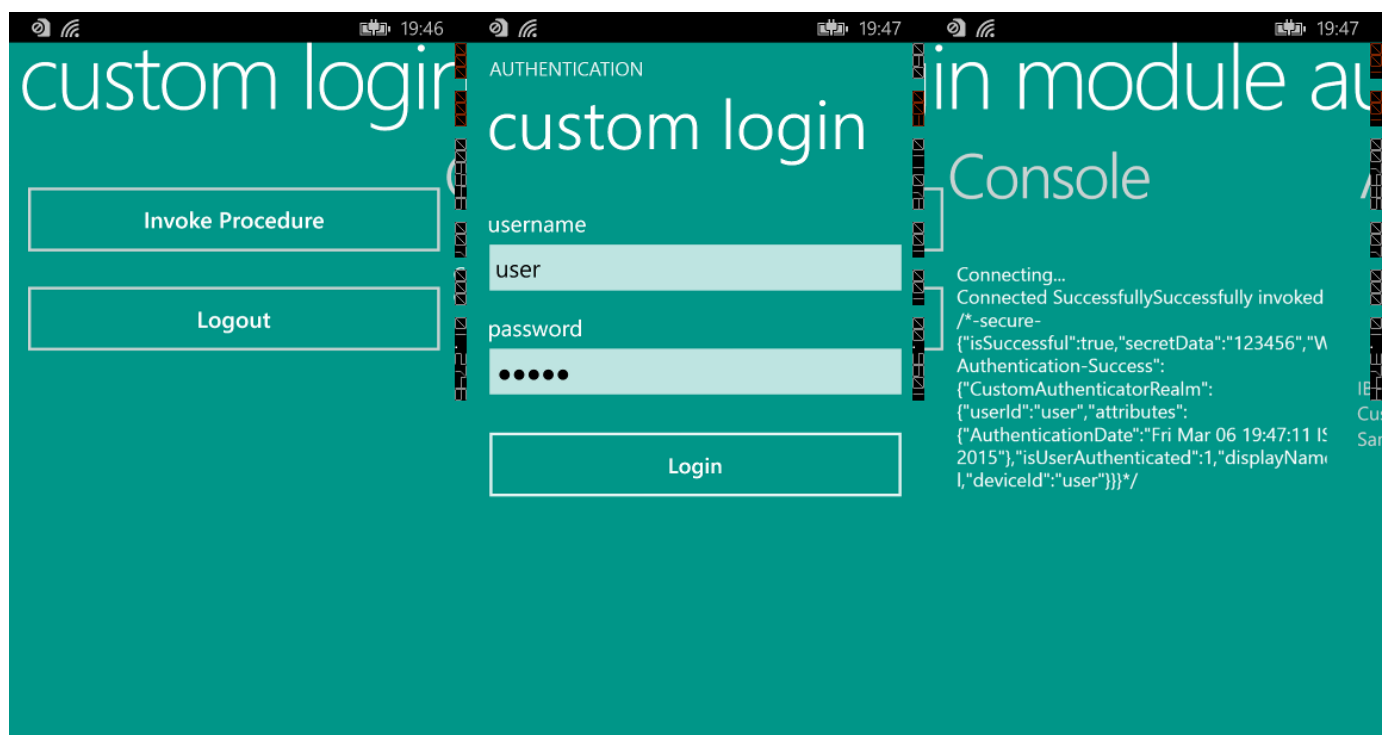 19:46
custom login
Invoke Procedure
Logout
19:47
AUTHENTICATION
custom login
username
user
password
•••••
Login
19:47
in module au
Console
Connecting...
Connected SuccessfullySuccessfully invoked
/*-secure-
{"isSuccessful":true,"secretData":"123456","W
Authentication-Success":
{"CustomAuthenticatorRealm":
{"userId":"user","attributes":
{"AuthenticationDate":"Fri Mar 06 19:47:11 IS
2015"},"isUserAuthenticated":1,"displayName
l,"deviceId":"user"}}}*/
Cus
Sam